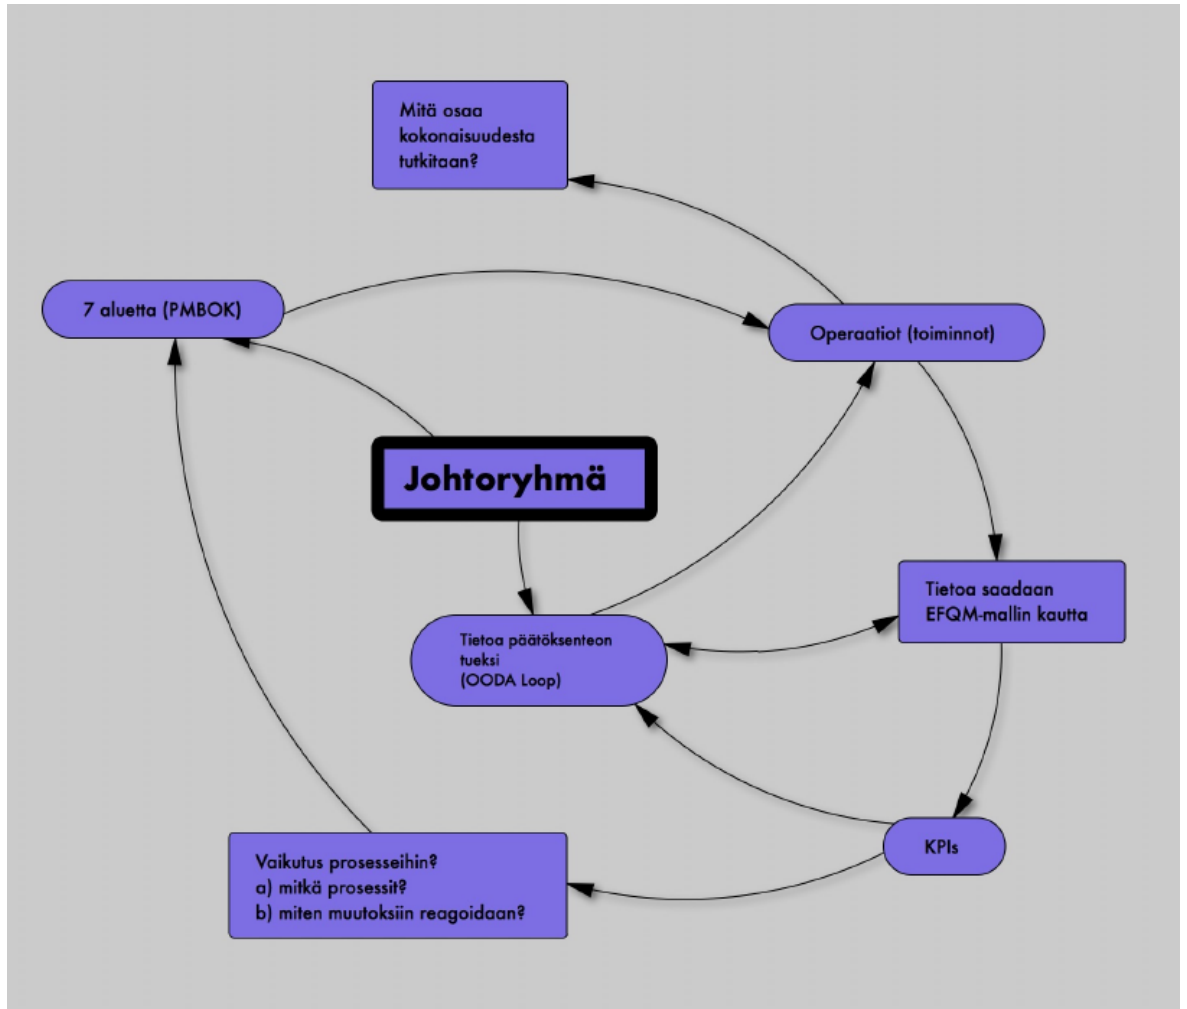 Mitä osaa
kokonaisuudesta
tutkitaan?
7 aluetta (PMBOK)
Operaatiot (toiminnot)
Johtoryhmä
Tietoa saadaan
EFQM-mallin kautta
Tietoa päätöksenteon
tueksi
(OODA Loop)
KPIs
Vaikutus prosesseihin?
a) mitkä prosessit?
b) miten muutoksiin reagoidaan?